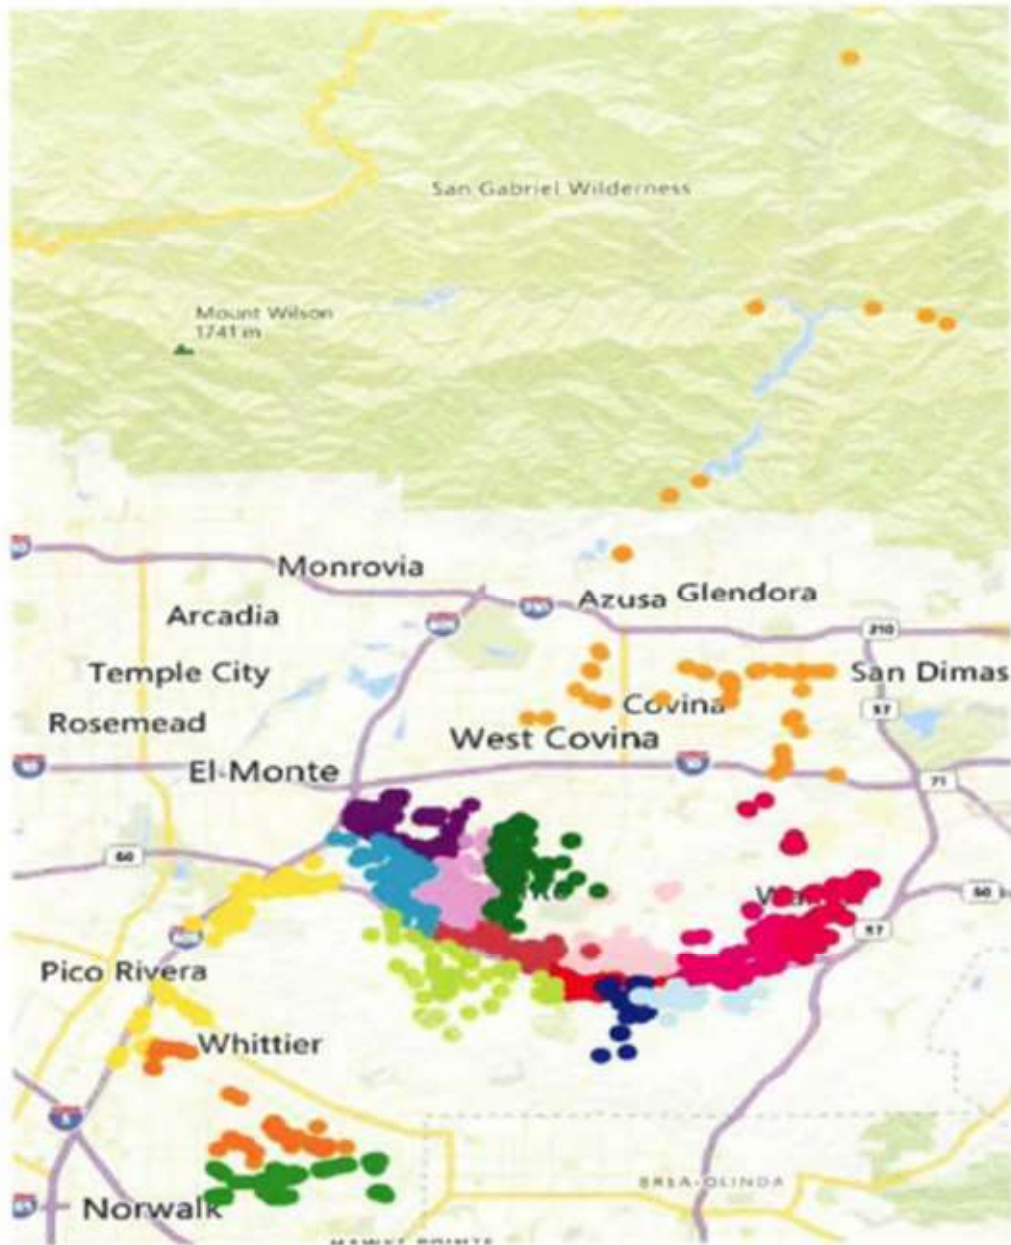 San Gabriel Wilderness
Mount Wilson
1741 m
Monrovia
Azusa
Glendora
Arcadia
210
Temple City
San Dimas
Covina
57
Rosemead
West Covina
El Monte
71
60
60
57
Pico Rivera
Whittier
5
BREA-OLINDA
Norwalk